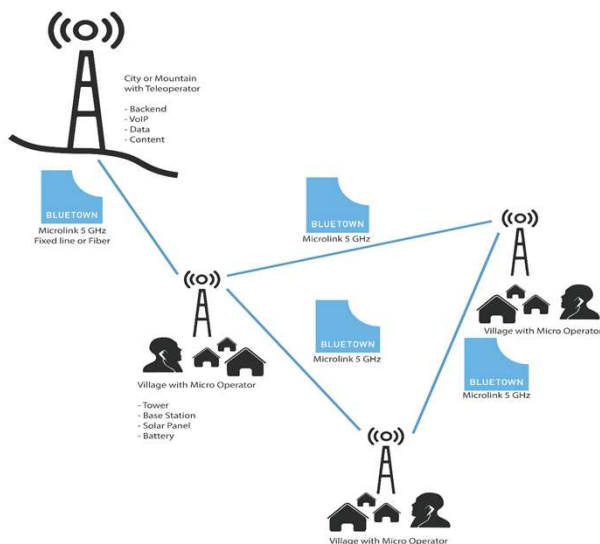 City or Mountain
with Teleoperator
- Backend
- VoIP
- Data
- Content
BLUETOWN
Microlink 5 GHz
Fixed line or Fiber
BLUETOWN
Microlink 5 GHz
BLUETOWN
Microlink 5 GHz
Village with Micro Operator
BLUETOWN
Microlink 5 GHz
Village with Micro Operator
- Tower
- Base Station
- Solar Panel
- Battery
Village with Micro Operator